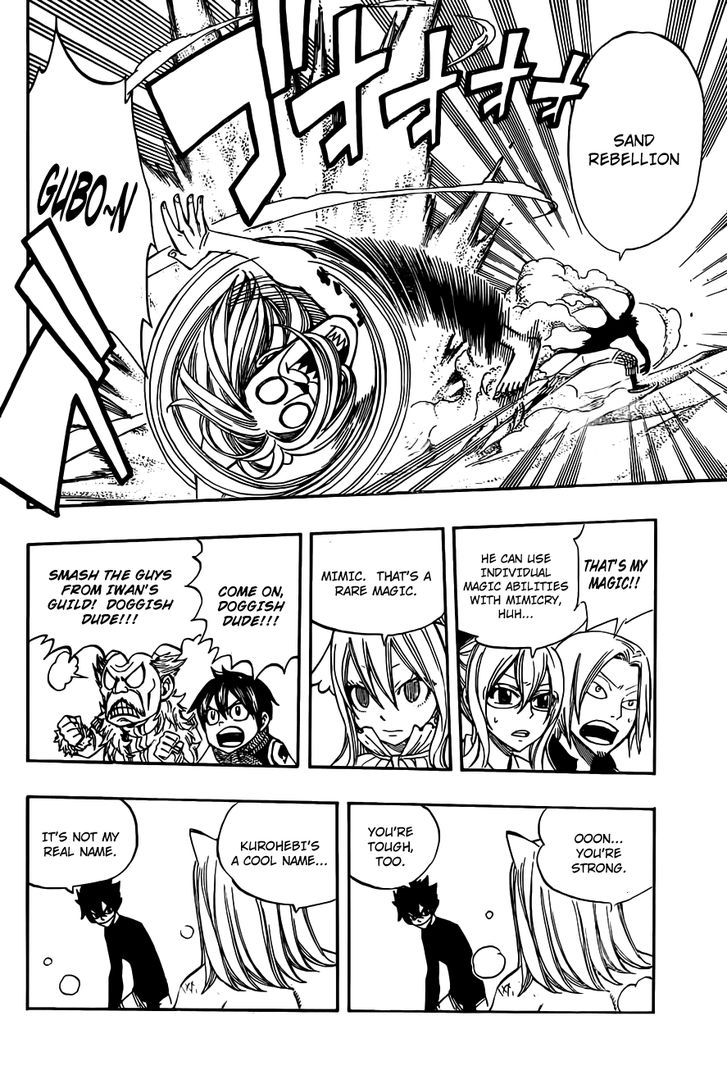 SAND
REBELLION
GUBO~N
THAT'S MY
MAGIC!!
HE CAN USE
INDIVIDUAL
MAGIC ABILITIES
WITH MIMICRY,
HUH...
MIMIC. THAT'S A
RARE MAGIC.
COME ON,
DOGGISH
DUDE!!!
SMASH THE GUYS
FROM IWAN'S
GUILD! DOGGISH
DUDE!!!
OOON...
YOU'RE
STRONG.
YOU'RE
TOUGH,
TOO.
KUROHEBI'S
A COOL NAME...
IT'S NOT MY
REAL NAME.